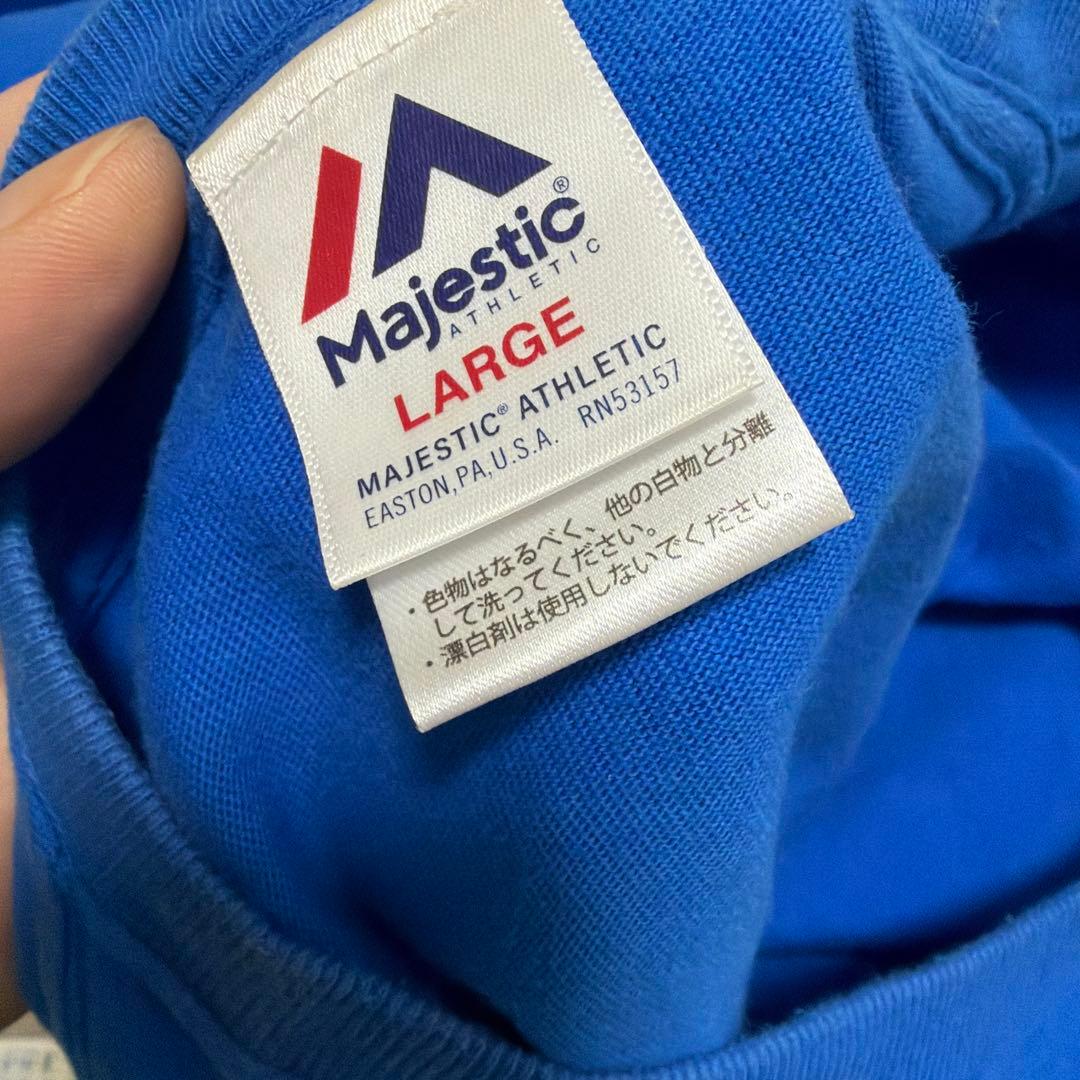 Majestic®
ATHLETIC
LARGE
MAJESTIC® ATHLETIC
EASTON,PA,U.S.A. RN53157
・色物はなるべく、他の白物と分離
して洗ってください。
・漂白剤は使用しないでください。